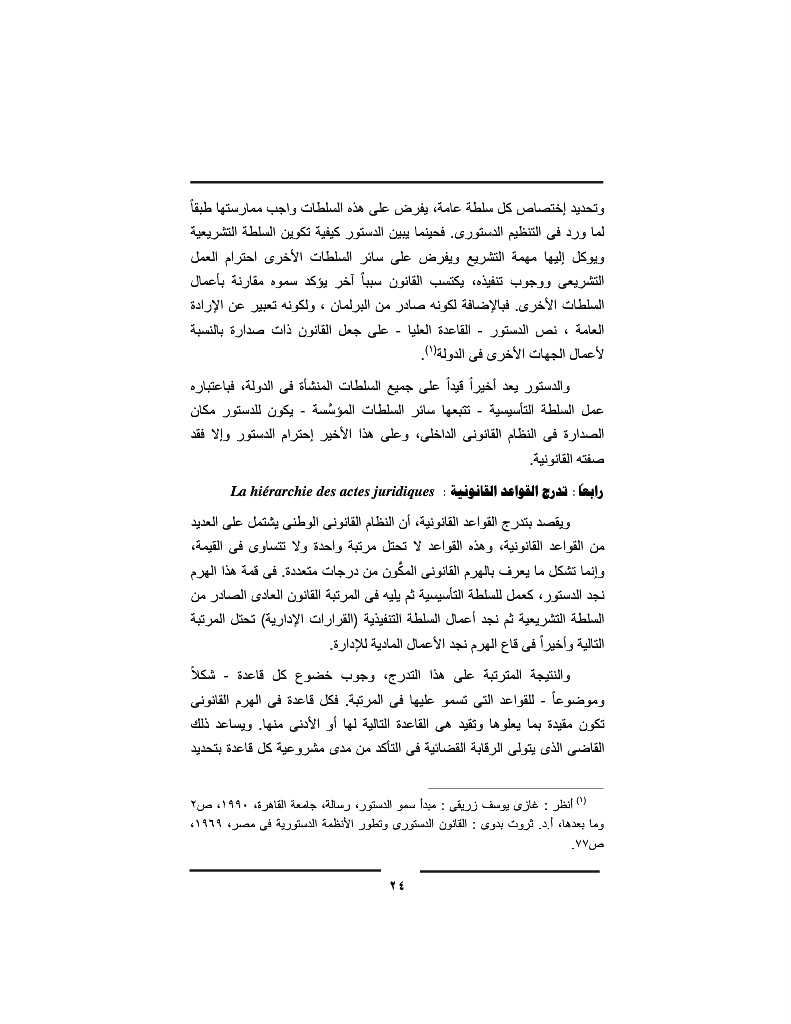 وتحديد إختصاص كل سلطة عامة، يفرض على هذه السلطات واجب ممارستها طبقاً
لما ورد فى التنظيم الدستورى. فحينما يبين الدستور كيفية تكوين السلطة التشريعية
ويوكل إليها مهمة التشريع ويفرض على سائر السلطات الأخرى احترام العمل
التشريعى ووجوب تنفيذه، يكتسب القانون سبباً آخر يؤكد سموه مقارنة بأعمال
السلطات الأخرى. فبالإضافة لكونه صادر من البرلمان ، ولكونه تعبير عن الإرادة
العامة ، نص الدستور - القاعدة العليا - على جعل القانون ذات صدارة بالنسبة
لأعمال الجهات الأخرى فى الدولة(١).
والدستور يعد أخيراً قيداً على جميع السلطات المنشأة فى الدولة، فباعتباره
عمل السلطة التأسيسية - تتبعها سائر السلطات المؤسَّسة - يكون للدستور مكان
الصدارة فى النظام القانونى الداخلى، وعلى هذا الأخير إحترام الدستور وإلا فقد
صفته القانونية.
رابعاً : تدرج القواعد القانونية : La hiérarchie des actes juridiques
ويقصد بتدرج القواعد القانونية، أن النظام القانونى الوطنى يشتمل على العديد
من القواعد القانونية، وهذه القواعد لا تحتل مرتبة واحدة ولا تتساوى فى القيمة،
وإنما تشكل ما يعرف بالهرم القانونى المكَّون من درجات متعددة. فى قمة هذا الهرم
نجد الدستور، كعمل للسلطة التأسيسية ثم يليه فى المرتبة القانون العادى الصادر من
السلطة التشريعية ثم نجد أعمال السلطة التنفيذية (القرارات الإدارية) تحتل المرتبة
التالية وأخيراً فى قاع الهرم نجد الأعمال المادية للإدارة.
والنتيجة المترتبة على هذا التدرج، وجوب خضوع كل قاعدة - شكلاً
وموضوعاً - للقواعد التى تسمو عليها فى المرتبة. فكل قاعدة فى الهرم القانونى
تكون مقيدة بما يعلوها وتقيد هى القاعدة التالية لها أو الأدنى منها. ويساعد ذلك
القاضى الذى يتولى الرقابة القضائية فى التأكد من مدى مشروعية كل قاعدة بتحديد
(١) أنظر : غازى يوسف زريقى : مبدأ سمو الدستور، رسالة، جامعة القاهرة، ١٩٩٠، ص٢
وما بعدها، أ.د. ثروت بدوى : القانون الدستورى وتطور الأنظمة الدستورية فى مصر، ١٩٦٩،
ص٧٧.
٢٤